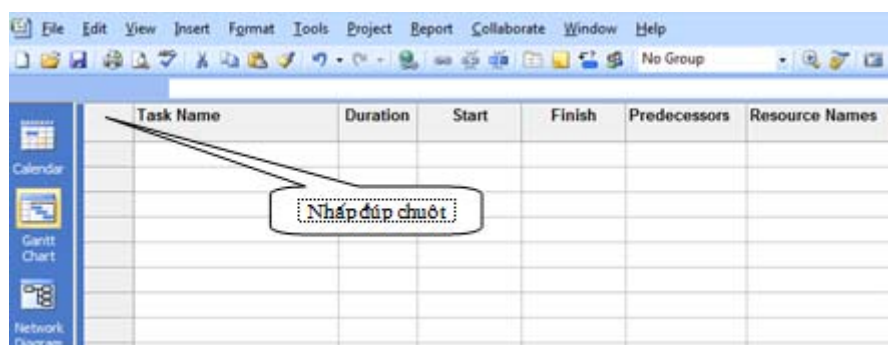 File Edit View Insert Format Tools Project Report Collaborate Window Help
No Group
Task Name Duration Start Finish Predecessors Resource Names
Calendar
Nhấp đúp chuột
Gantt
Chart
Network
Diagram